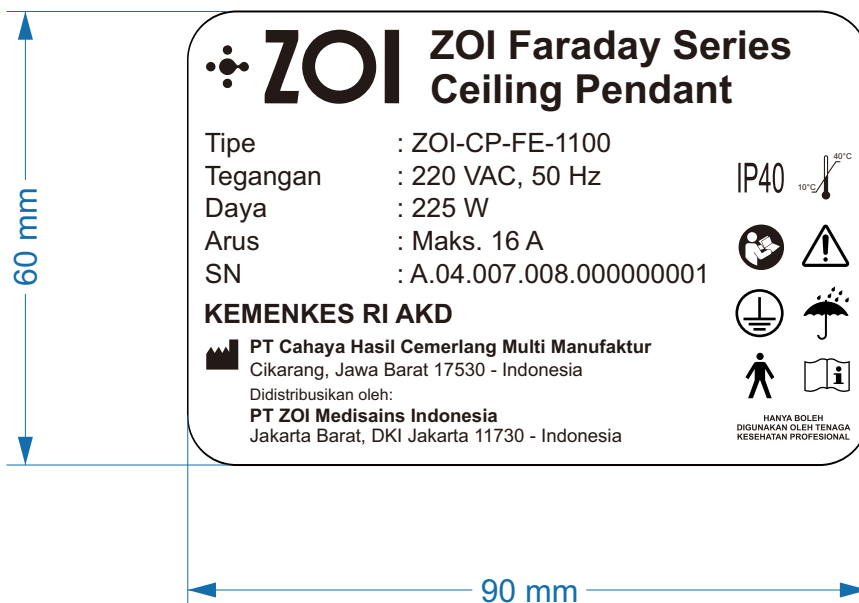 ZOI
ZOI Faraday Series
Ceiling Pendant
Tipe : ZOI-CP-FE-1100
Tegangan : 220 VAC, 50 Hz
Daya : 225 W
Arus : Maks. 16 A
SN : A.04.007.008.000000001
IP40
10°C
40°C
KEMENKES RI AKD
PT Cahaya Hasil Cemerlang Multi Manufaktur
Cikarang, Jawa Barat 17530 - Indonesia
Didistribusikan oleh:
PT ZOI Medisains Indonesia
Jakarta Barat, DKI Jakarta 11730 - Indonesia
i
HANYA BOLEH
DIGUNAKAN OLEH TENAGA
KESEHATAN PROFESIONAL
60 mm
90 mm